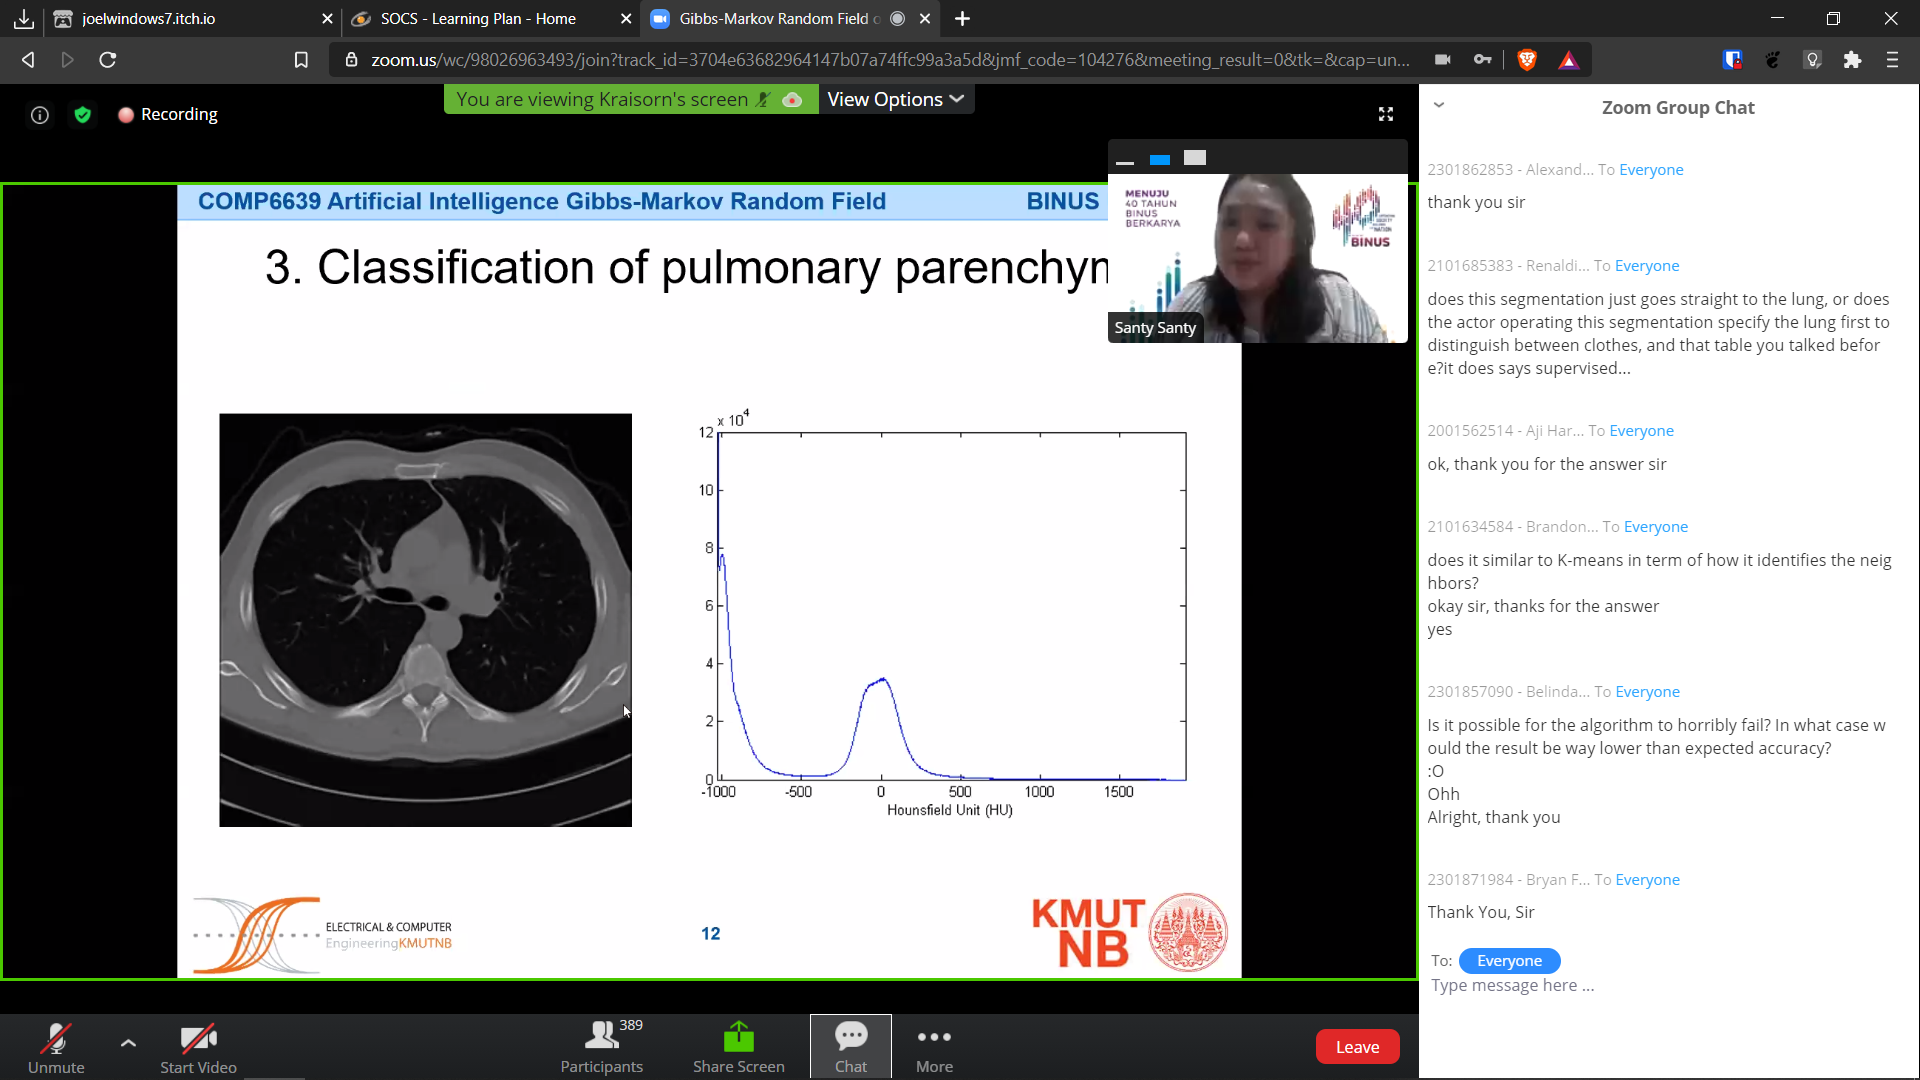 joelwindows7.itch.io
SOCS - Learning Plan - Home
Gibbs-Markov Random Field
zoom.us/wc/98026963493/join?track_id=3704e63682964147b07a74ffc99a3a5d&jmf_code=104276&meeting_result=0&tk=&cap=un...
You are viewing Kraisorn's screen
View Options
Recording
COMP6639 Artificial Intelligence Gibbs-Markov Random Field
BINUS
3. Classification of pulmonary parenchyn
MENUJU
40 TAHUN
BINUS
BERKARYA
BINUS
Santy Santy
x 10^4
12
10
8
6
4
2
0
-1000 -500 0 500 1000 1500
Hounsfield Unit (HU)
ELECTRICAL & COMPUTER
EngineeringKMUTNB
12
KMUT
NB
Zoom Group Chat
2301862853 - Alexand... To Everyone
thank you sir
2101685383 - Renaldi... To Everyone
does this segmentation just goes straight to the lung, or does
the actor operating this segmentation specify the lung first to
distinguish between clothes, and that table you talked befor
e?it does says supervised...
2001562514 - Aji Har... To Everyone
ok, thank you for the answer sir
2101634584 - Brandon... To Everyone
does it similar to K-means in term of how it identifies the neig
hbors?
okay sir, thanks for the answer
yes
2301857090 - Belinda... To Everyone
Is it possible for the algorithm to horribly fail? In what case w
ould the result be way lower than expected accuracy?
:O
Ohh
Alright, thank you
2301871984 - Bryan F... To Everyone
Thank You, Sir
To: Everyone
Type message here ...
Unmute
Start Video
389
Participants
Share Screen
Chat
More
Leave